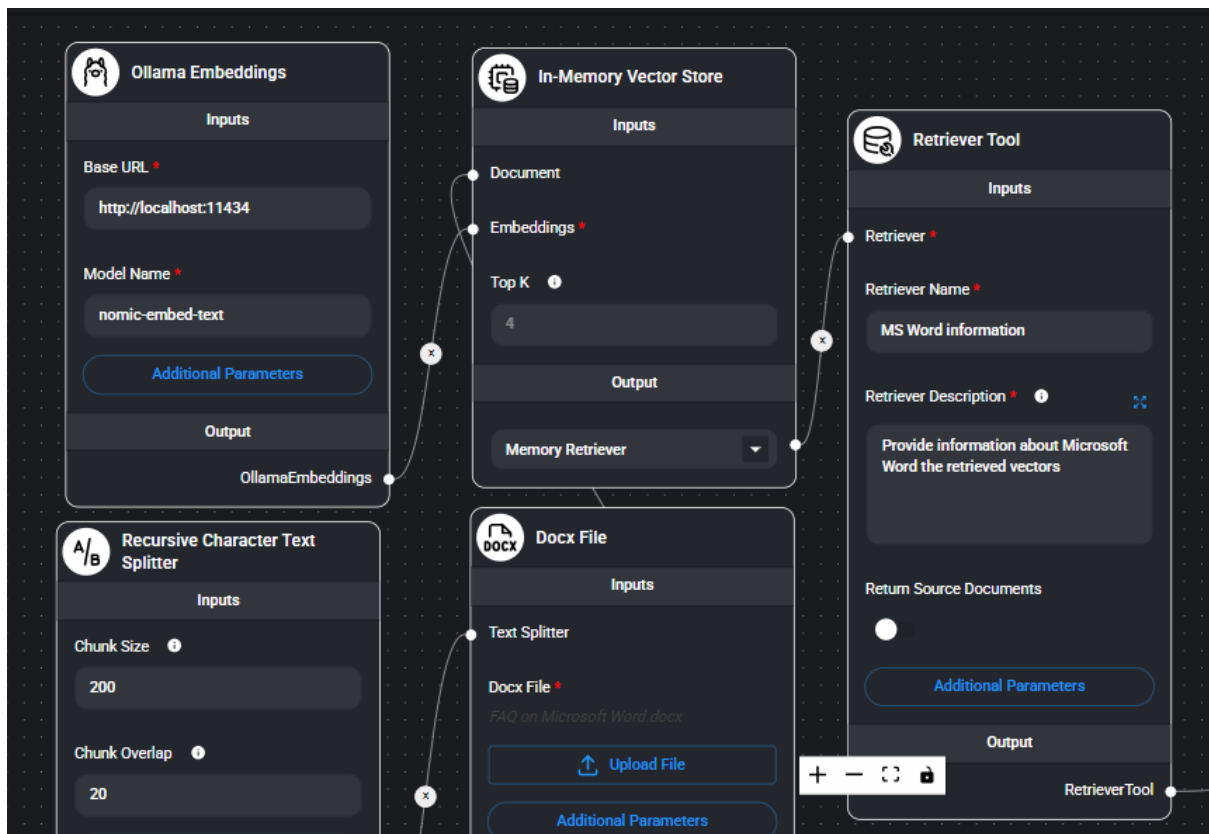 Ollama Embeddings
Inputs
Base URL *
http://localhost:11434
Model Name *
nomic-embed-text
Additional Parameters
Output
OllamaEmbeddings
A/B
Recursive Character Text
Splitter
Inputs
Chunk Size
200
Chunk Overlap
20
In-Memory Vector Store
Inputs
Document
Embeddings *
Top K
4
Output
Memory Retriever
DOCX
Docx File
Inputs
Text Splitter
Docx File *
FAQ on Microsoft Word.docx
Upload File
Additional Parameters
Retriever Tool
Inputs
Retriever *
Retriever Name *
MS Word information
Retriever Description *
Provide information about Microsoft
Word the retrieved vectors
Return Source Documents
Additional Parameters
Output
RetrieverTool